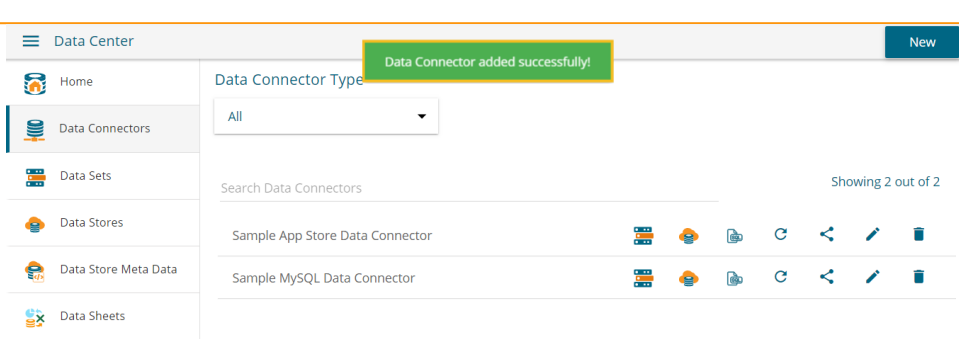 Data Center
Data Connector added successfully!
New
Home
Data Connectors
Data Sets
Data Stores
Data Store Meta Data
Data Sheets
Data Connector Type
All
Search Data Connectors
Showing 2 out of 2
Sample App Store Data Connector
Sample MySQL Data Connector